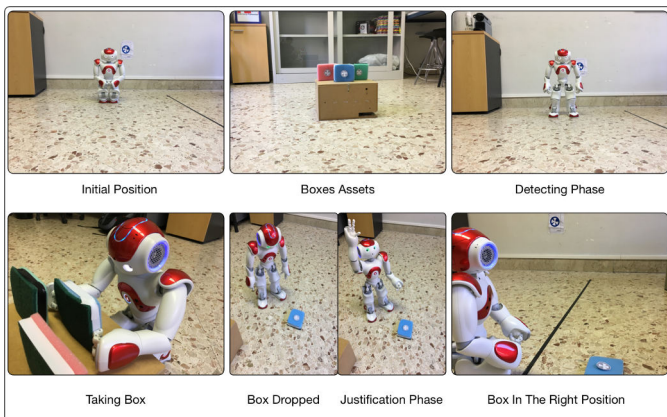 Initial Position
Boxes Assets
Detecting Phase
Taking Box
Box Dropped
Justification Phase
Box In The Right Position